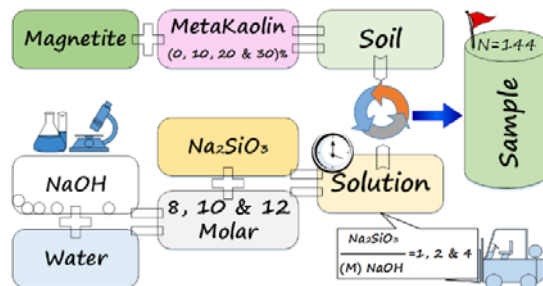 Magnetite
MetaKaolin
(0, 10, 20 & 30)%
Soil
N=144
Sample
NaOH
Water
Na₂SiO₃
8, 10 & 12
Molar
Solution
Na₂SiO₃
(M) NaOH
=1, 2 & 4